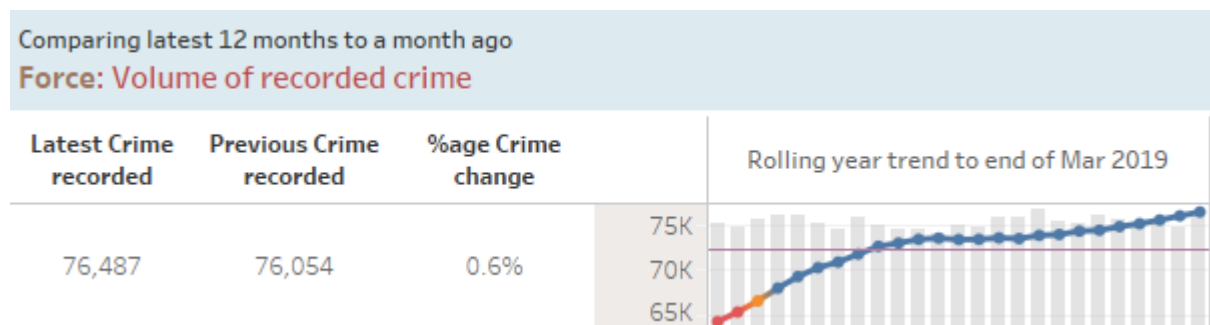 Comparing latest 12 months to a month ago
Force: Volume of recorded crime
Latest Crime recorded
Previous Crime recorded
%age Crime change
Rolling year trend to end of Mar 2019
76,487
76,054
0.6%
75K
70K
65K